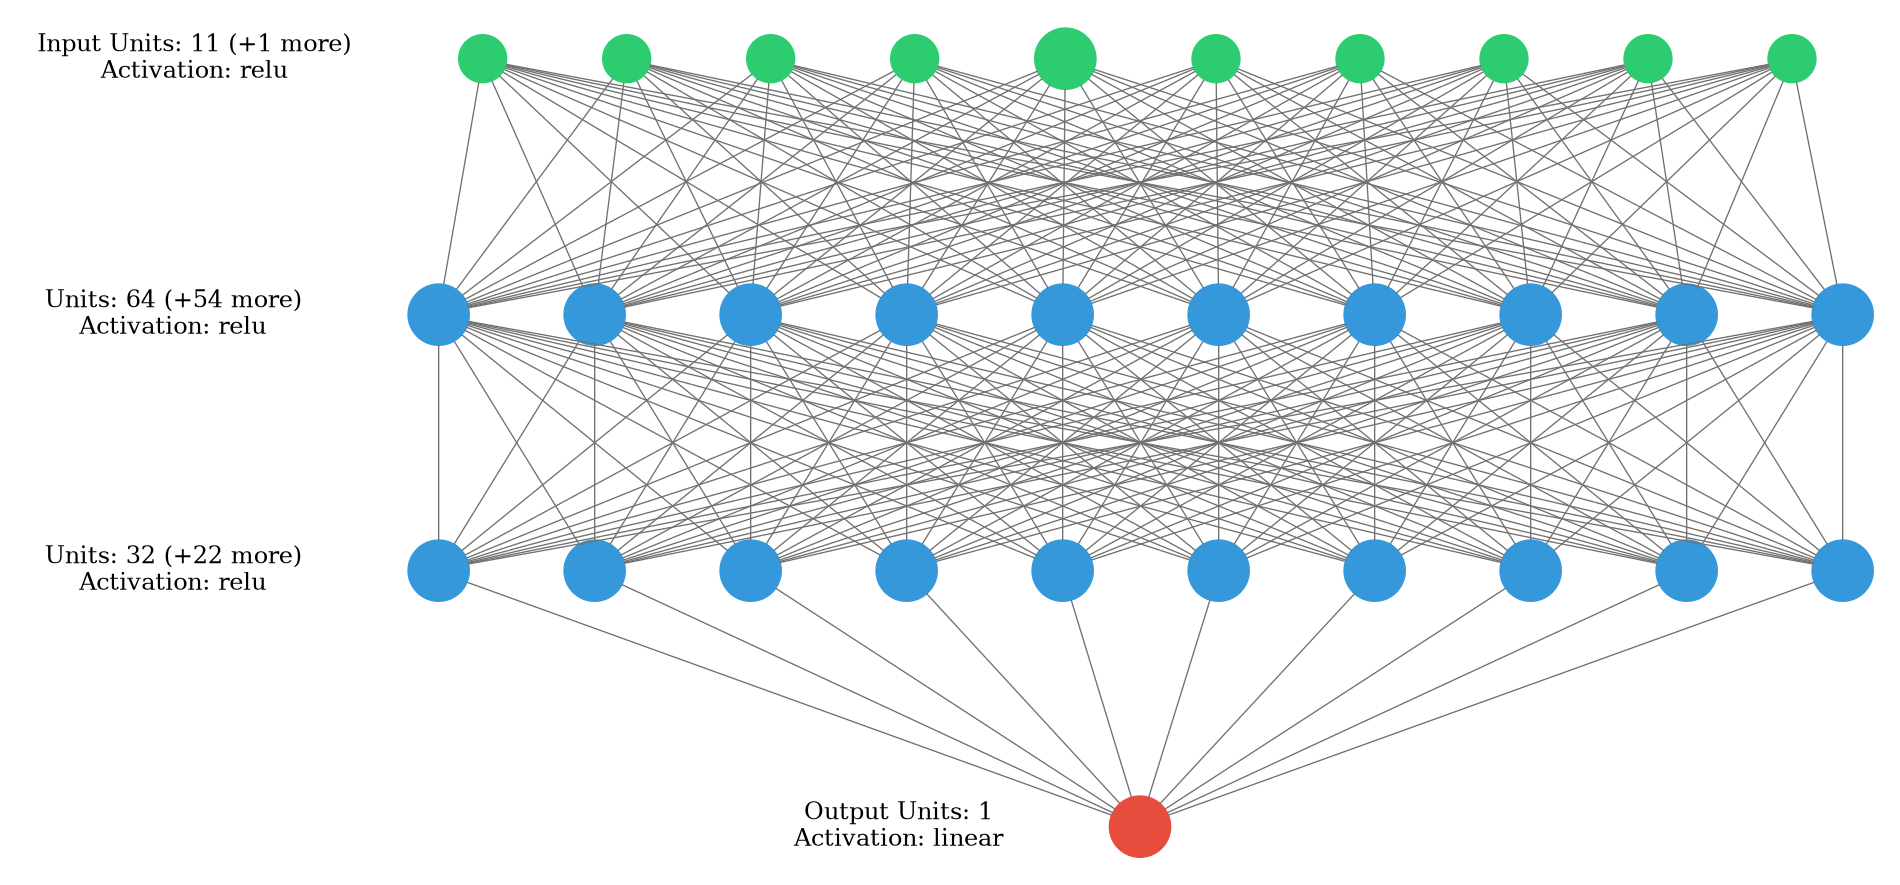 Input Units: 11 (+1 more)
Activation: relu
Units: 64 (+54 more)
Activation: relu
Units: 32 (+22 more)
Activation: relu
Output Units: 1
Activation: linear